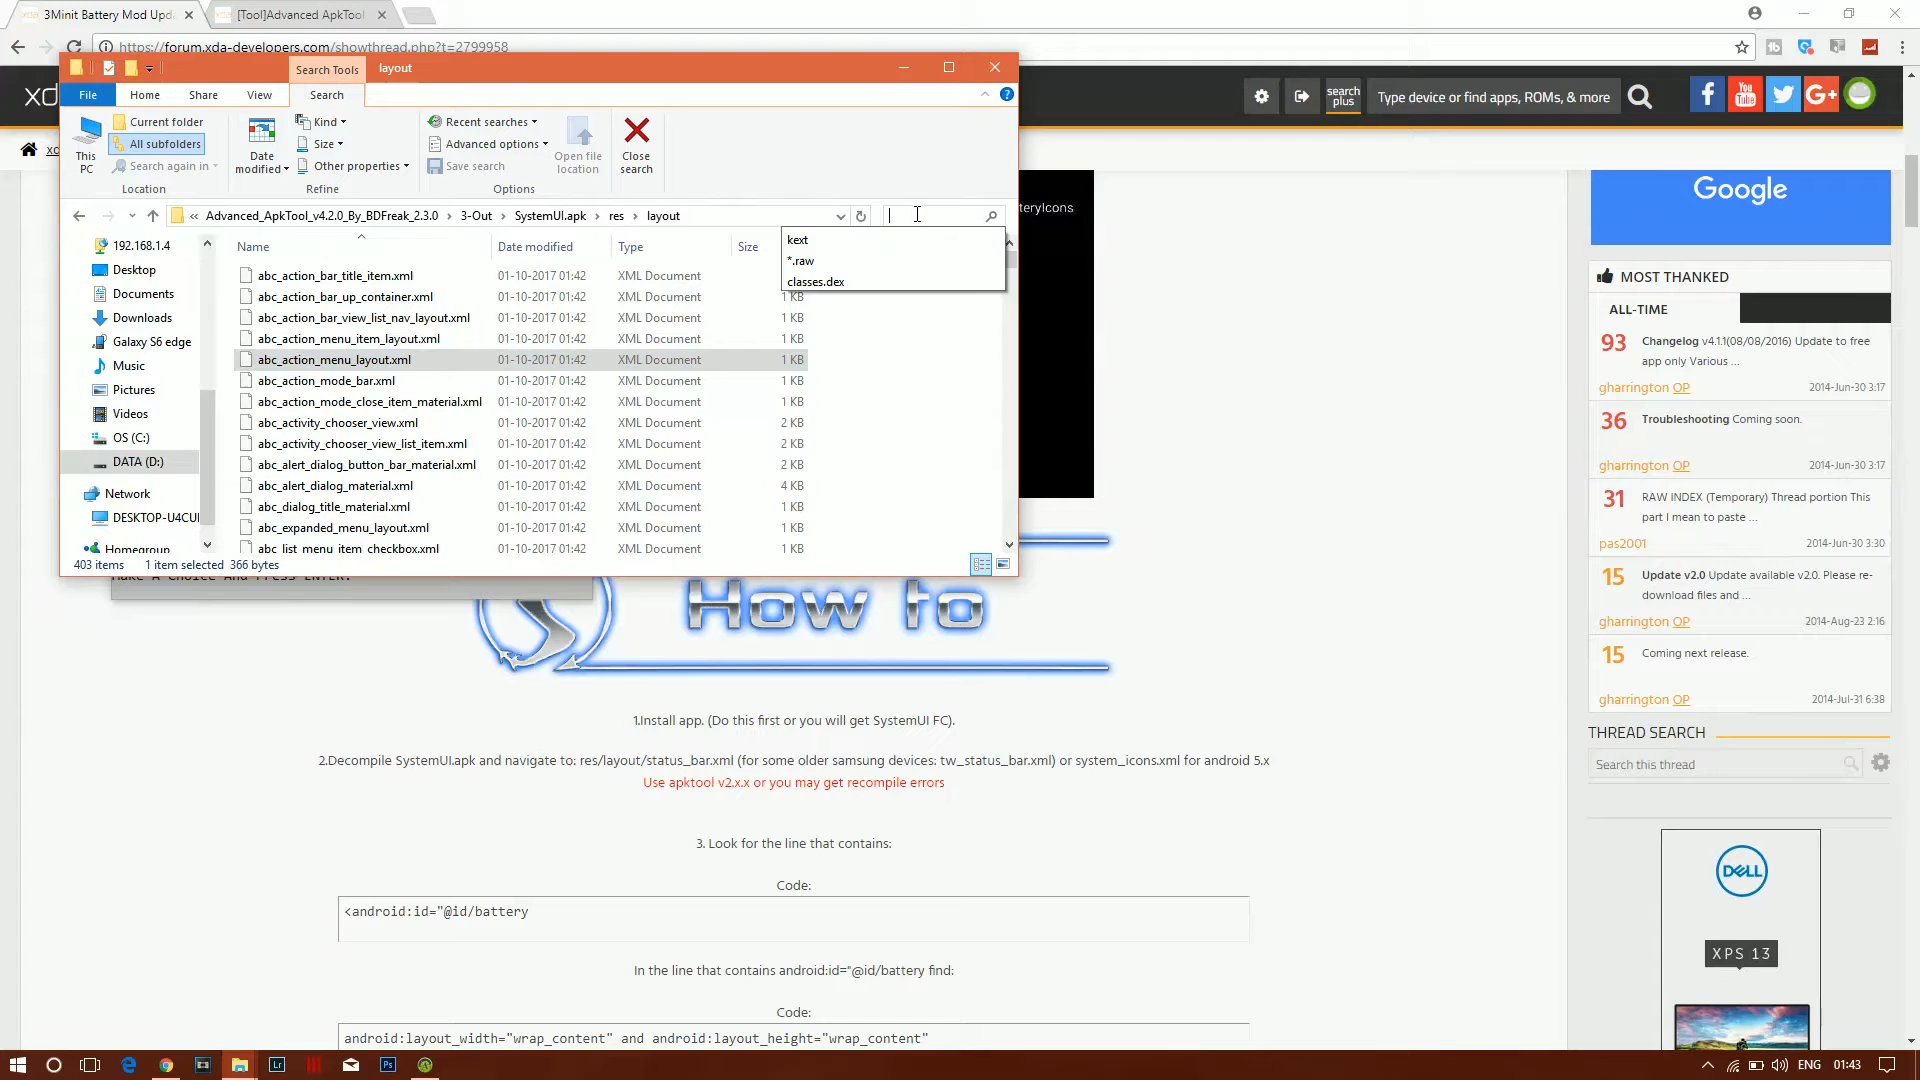 3Minit Battery Mod Upd
[Tool]Advanced ApkTool
https://forum.xda-developers.com/showthread.php?t=2799958
Search Tools
layout
File
Home
Share
View
Search
Current folder
All subfolders
Search again in
This PC
Location
Date modified
Kind
Size
Other properties
Refine
Recent searches
Advanced options
Save search
Options
Open file location
Close search
« Advanced_ApkTool_v4.2.0_By_BDFreak_2.3.0 > 3-Out > SystemUI.apk > res > layout
kext
*.raw
classes.dex
Name Date modified Type Size
192.168.1.4
Desktop
Documents
Downloads
Galaxy S6 edge
Music
Pictures
Videos
OS (C:)
DATA (D:)
Network
DESKTOP-U4CUI
Homegroup
abc_action_bar_title_item.xml 01-10-2017 01:42 XML Document
abc_action_bar_up_container.xml 01-10-2017 01:42 XML Document 1 KB
abc_action_bar_view_list_nav_layout.xml 01-10-2017 01:42 XML Document 1 KB
abc_action_menu_item_layout.xml 01-10-2017 01:42 XML Document 1 KB
abc_action_menu_layout.xml 01-10-2017 01:42 XML Document 1 KB
abc_action_mode_bar.xml 01-10-2017 01:42 XML Document 1 KB
abc_action_mode_close_item_material.xml 01-10-2017 01:42 XML Document 1 KB
abc_activity_chooser_view.xml 01-10-2017 01:42 XML Document 2 KB
abc_activity_chooser_view_list_item.xml 01-10-2017 01:42 XML Document 2 KB
abc_alert_dialog_button_bar_material.xml 01-10-2017 01:42 XML Document 2 KB
abc_alert_dialog_material.xml 01-10-2017 01:42 XML Document 4 KB
abc_dialog_title_material.xml 01-10-2017 01:42 XML Document 1 KB
abc_expanded_menu_layout.xml 01-10-2017 01:42 XML Document 1 KB
abc_list_menu_item_checkbox.xml 01-10-2017 01:42 XML Document 1 KB
403 items 1 item selected 366 bytes
Make A Choice And Press ENTER:
xd
teryIcons
search plus
Type device or find apps, ROMs, & more
How to
1.Install app. (Do this first or you will get SystemUI FC).
2.Decompile SystemUI.apk and navigate to: res/layout/status_bar.xml (for some older samsung devices: tw_status_bar.xml) or system_icons.xml for android 5.x
Use apktool v2.x.x or you may get recompile errors
3. Look for the line that contains:
Code:
<android:id="@id/battery
In the line that contains android:id="@id/battery find:
Code:
android:layout_width="wrap_content" and android:layout_height="wrap_content"
Google
MOST THANKED
ALL-TIME
93 Changelog v4.1.1(08/08/2016) Update to free
app only Various ...
gharrington OP 2014-Jun-30 3:17
36 Troubleshooting Coming soon.
gharrington OP 2014-Jun-30 3:17
31 RAW INDEX (Temporary) Thread portion This
part I mean to paste ...
pas2001 2014-Jun-30 3:30
15 Update v2.0 Update available v2.0. Please re-
download files and ...
gharrington OP 2014-Aug-23 2:16
15 Coming next release.
gharrington OP 2014-Jul-31 6:38
THREAD SEARCH
Search this thread
DELL
XPS 13
ENG 01:43